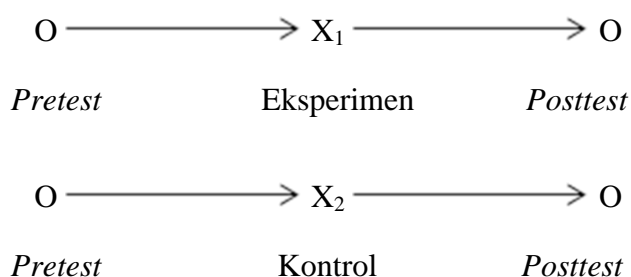 O X₁ O
Pretest Eksperimen Posttest
O X₂ O
Pretest Kontrol Posttest